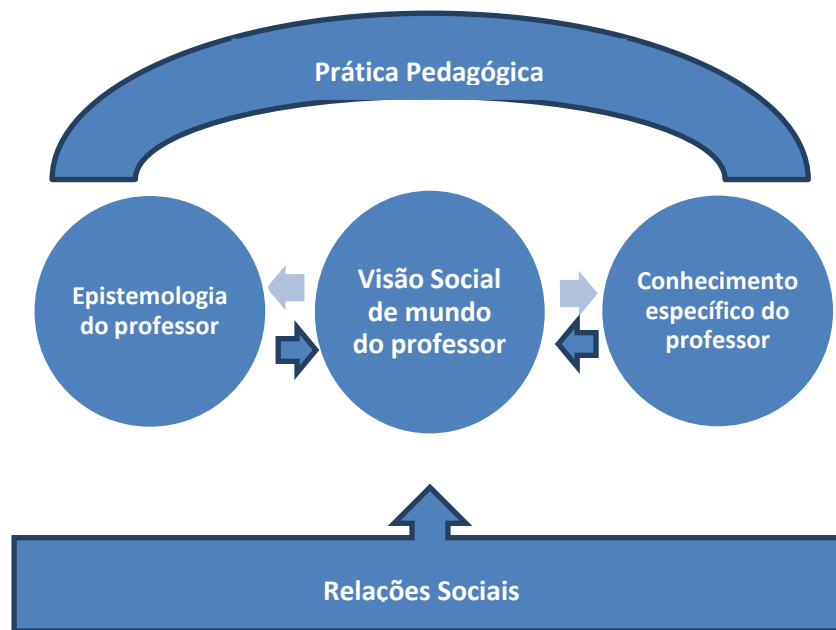 Prática Pedagógica
Epistemologia
do professor
Visão Social
de mundo
do professor
Conhecimento
específico do
professor
Relações Sociais